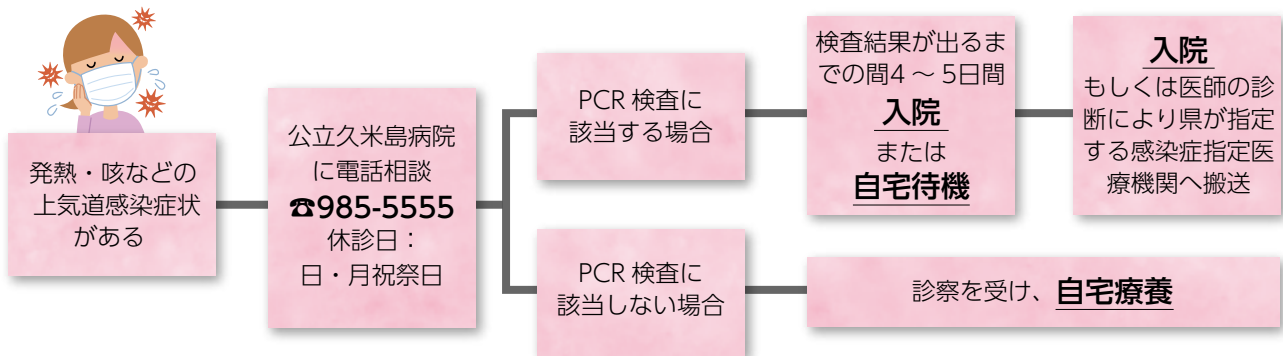 発熱・咳などの
上気道感染症状
がある
公立久米島病院
に電話相談
☎985-5555
休診日：
日・月祝祭日
PCR 検査に
該当する場合
検査結果が出るま
での間4 〜 5日間
入院
または
自宅待機
入院
もしくは医師の診
断により県が指定
する感染症指定医
療機関へ搬送
PCR 検査に
該当しない場合
診察を受け、自宅療養